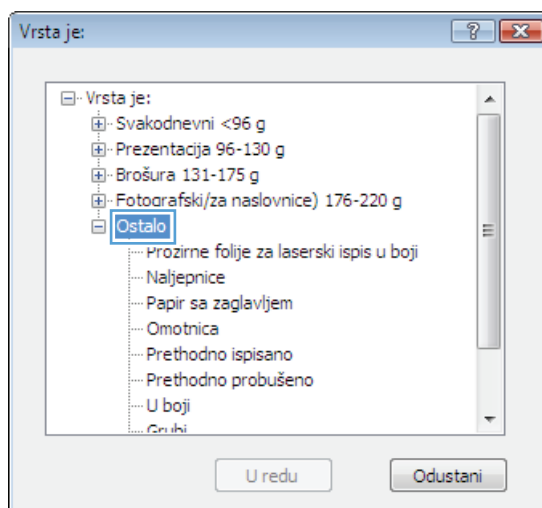 Vrsta je:
Vrsta je:
Svakodnevni <96 g
Prezentacija 96-130 g
Brošura 131-175 g
Fotografski/za naslovnice) 176-220 g
Ostalo
Prozirne folije za laserski ispis u boji
Naljepnice
Papir sa zaglavljem
Omotnica
Prethodno ispisano
Prethodno probušeno
U boji
Grubi
U redu
Odustani